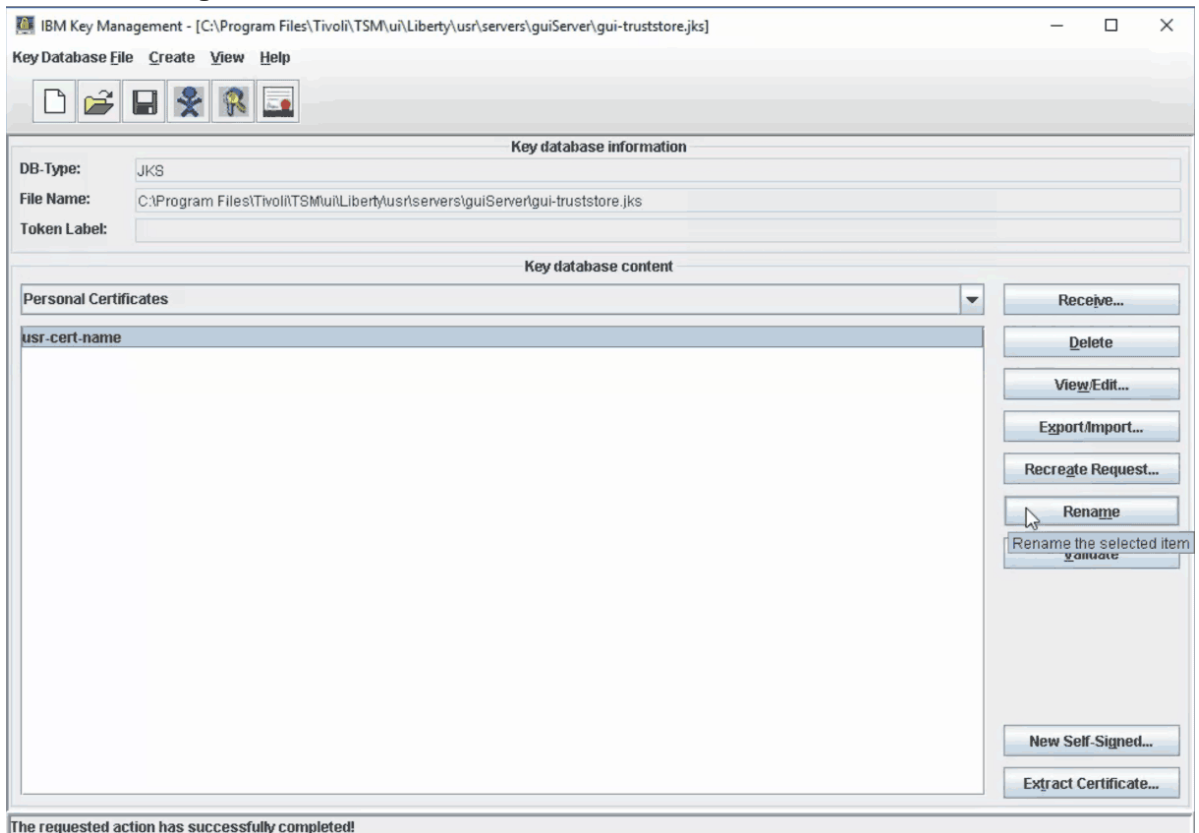 IBM Key Management - [C:\Program Files\Tivoli\TSM\ui\Liberty\usr\servers\guiServer\gui-truststore.jks]
Key Database File Create View Help
Key database information
DB-Type: JKS
File Name: C:\Program Files\Tivoli\TSM\ui\Liberty\usr\servers\guiServer\gui-truststore.jks
Token Label:
Key database content
Personal Certificates
Receive...
usr-cert-name
Delete
View/Edit...
Export/Import...
Recreate Request...
Rename
Rename the selected item
Validate
New Self-Signed...
Extract Certificate...
The requested action has successfully completed!